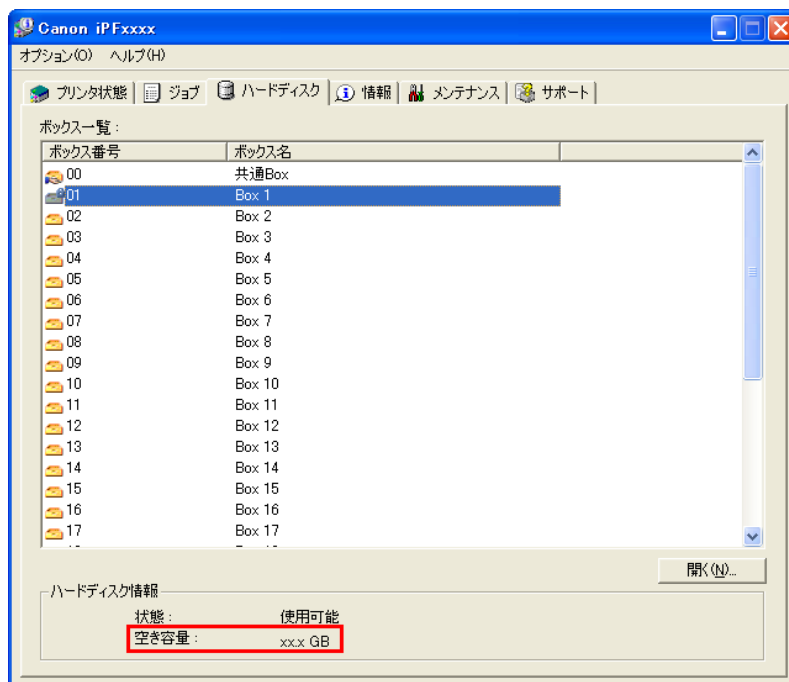 Canon iPFxxxx
オプション(O) ヘルプ(H)
プリンタ状態 ジョブ ハードディスク 情報 メンテナンス サポート
ボックス一覧 :
ボックス番号 ボックス名
00 共通Box
01 Box 1
02 Box 2
03 Box 3
04 Box 4
05 Box 5
06 Box 6
07 Box 7
08 Box 8
09 Box 9
10 Box 10
11 Box 11
12 Box 12
13 Box 13
14 Box 14
15 Box 15
16 Box 16
17 Box 17
開く(N)...
ハードディスク情報
状態 : 使用可能
空き容量 : xx.x GB